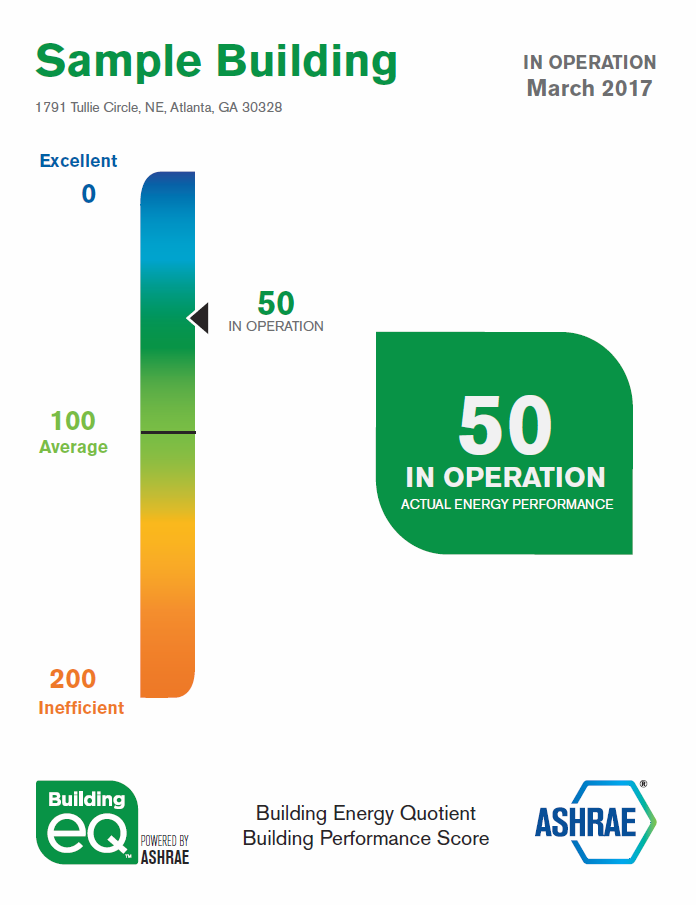 Sample Building
1791 Tullie Circle, NE, Atlanta, GA 30328
IN OPERATION
March 2017
Excellent
0
50
IN OPERATION
100
Average
200
Inefficient
50
IN OPERATION
ACTUAL ENERGY PERFORMANCE
Building
eQ™
POWERED BY
ASHRAE
Building Energy Quotient
Building Performance Score
ASHRAE®